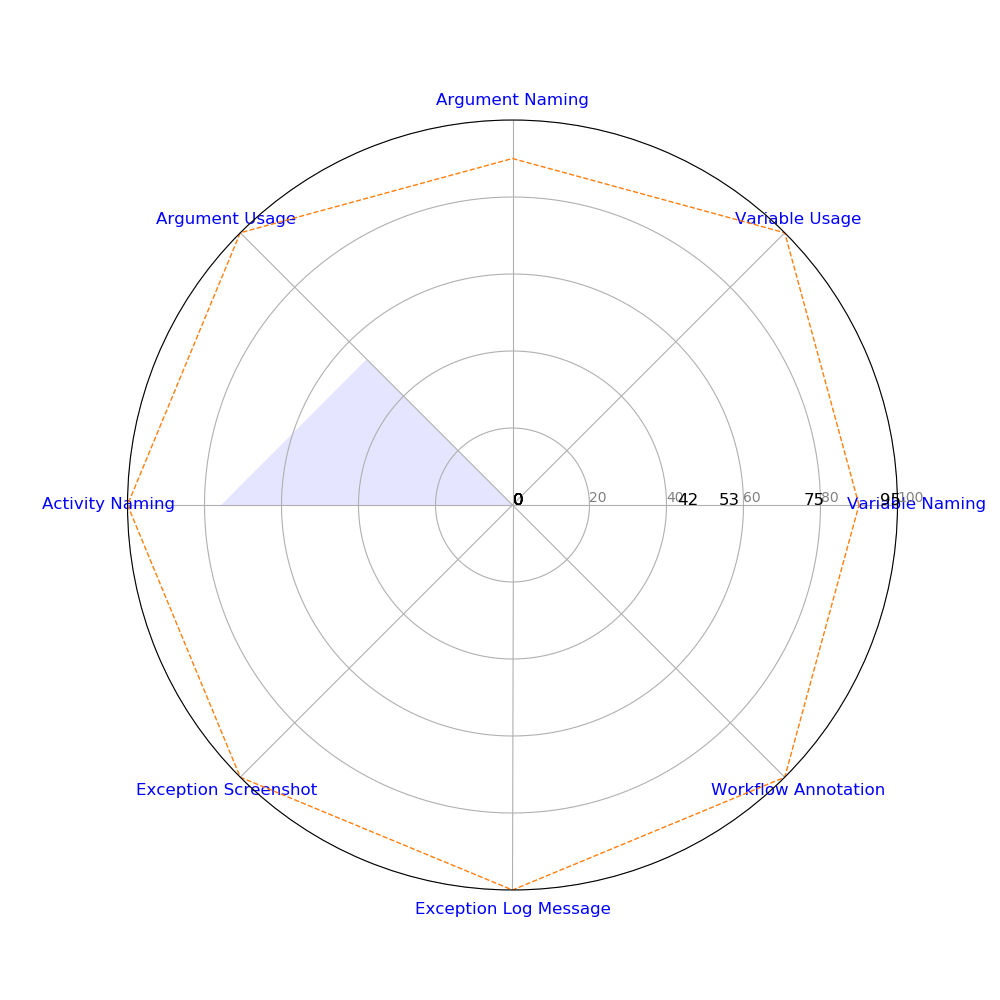 Argument Naming
Argument Usage
Variable Usage
Activity Naming
0
20
40
42
53
60
75
80
95
100
Variable Naming
Exception Screenshot
Workflow Annotation
Exception Log Message